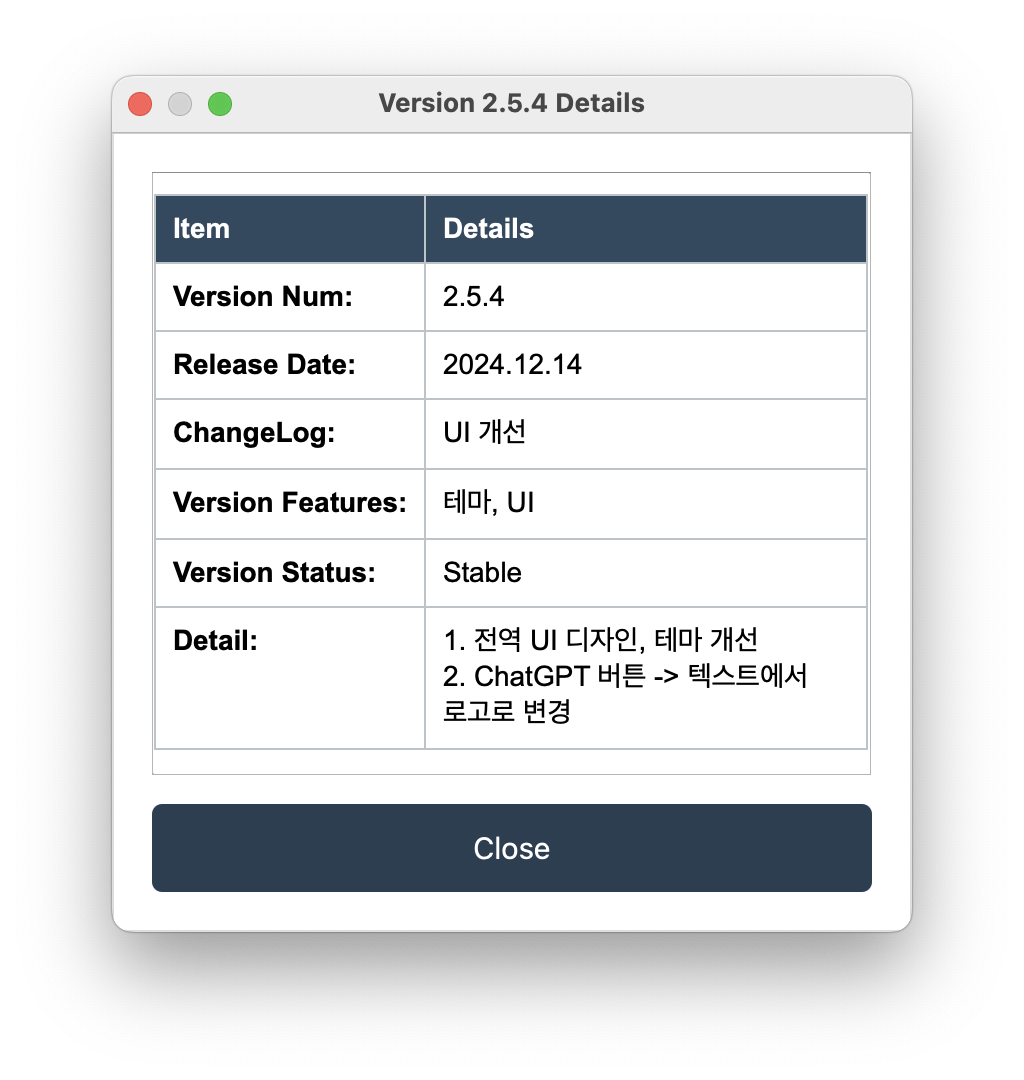 Version 2.5.4 Details
Item Details
Version Num: 2.5.4
Release Date: 2024.12.14
ChangeLog: UI 개선
Version Features: 테마, UI
Version Status: Stable
Detail: 1. 전역 UI 디자인, 테마 개선
2. ChatGPT 버튼 -> 텍스트에서
로고로 변경
Close